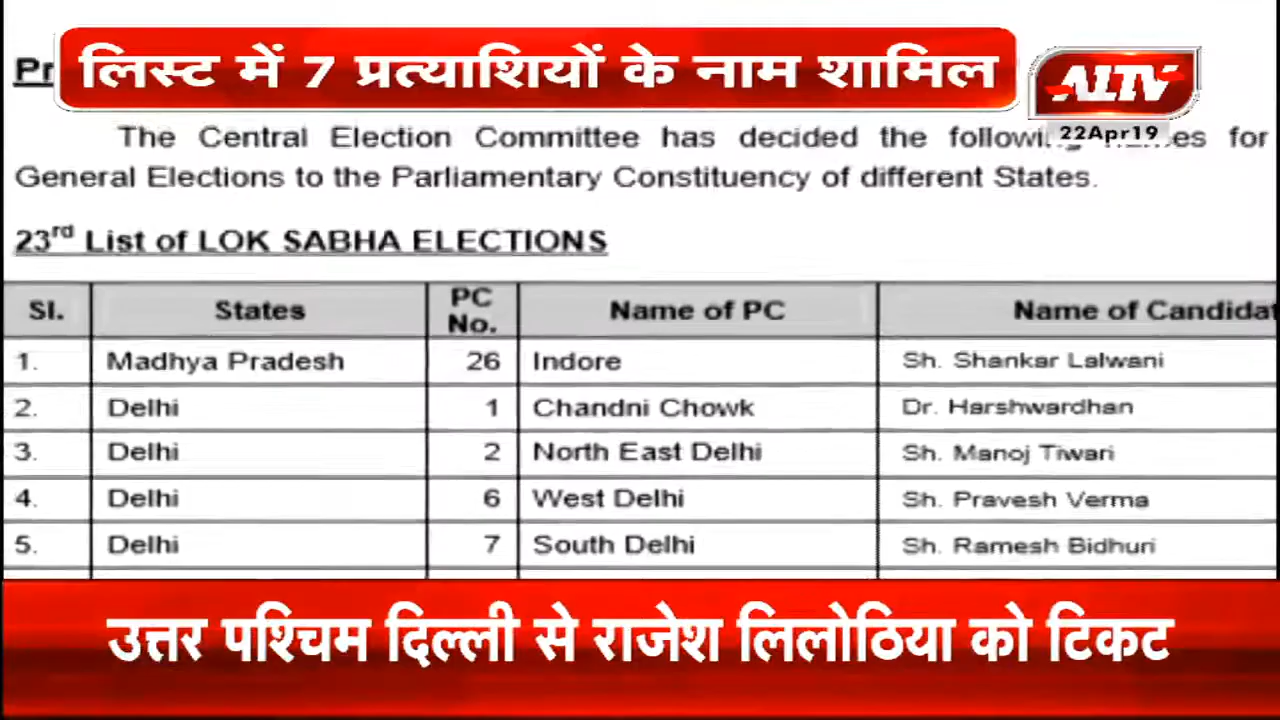 लिस्ट में 7 प्रत्याशियों के नाम शामिल
ALTV
22Apr19
The Central Election Committee has decided the following for
General Elections to the Parliamentary Constituency of different States.
23rd List of LOK SABHA ELECTIONS
Sl. States PC No. Name of PC Name of
1. Madhya Pradesh 26 Indore Sh. Shankar Lalwani
2. Delhi 1 Chandni Chowk Dr. Harshwardhan
3. Delhi 2 North East Delhi Sh. Manoj Tiwari
4. Delhi 6 West Delhi Sh. Pravesh Verma
5. Delhi 7 South Delhi Sh. Ramesh Bidhuri
उत्तर पश्चिम दिल्ली से राजेश लिलोठिया को टिकट